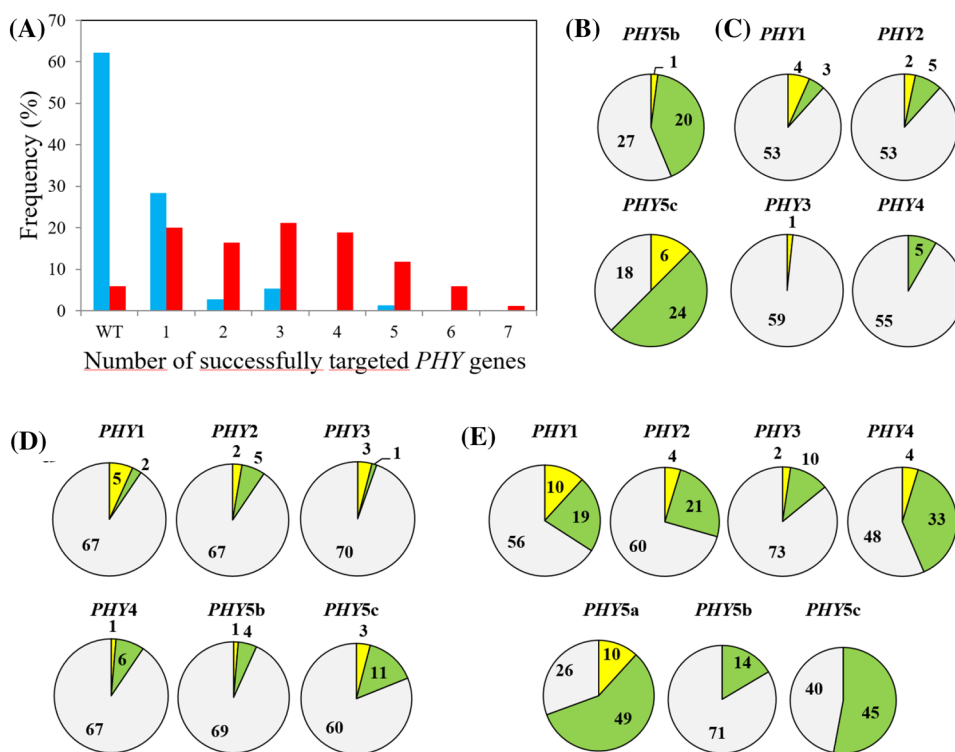 (A)
70
60
50
40
30
20
10
0
Frequency (%)
WT 1 2 3 4 5 6 7
Number of successfully targeted PHY genes
(B)
PHY5b
1
20
27
PHY5c
6
18
24
(C)
PHY1 PHY2
4 3 2 5
53 53
PHY3 PHY4
1
5
59 55
(D)
PHY1 PHY2 PHY3
5 2 2 5 3 1
67 67 70
PHY4 PHY5b PHY5c
1 1 4 3
6 11
67 69 60
(E)
PHY1 PHY2 PHY3 PHY4
10 4 2 10 4
19 21 33
56 60 73 48
PHY5a PHY5b PHY5c
26 10 14
40 45
49 71